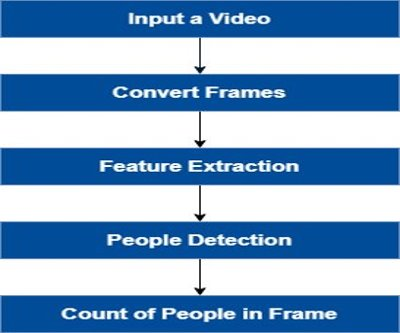 Input a Video
Convert Frames
Feature Extraction
People Detection
Count of People in Frame